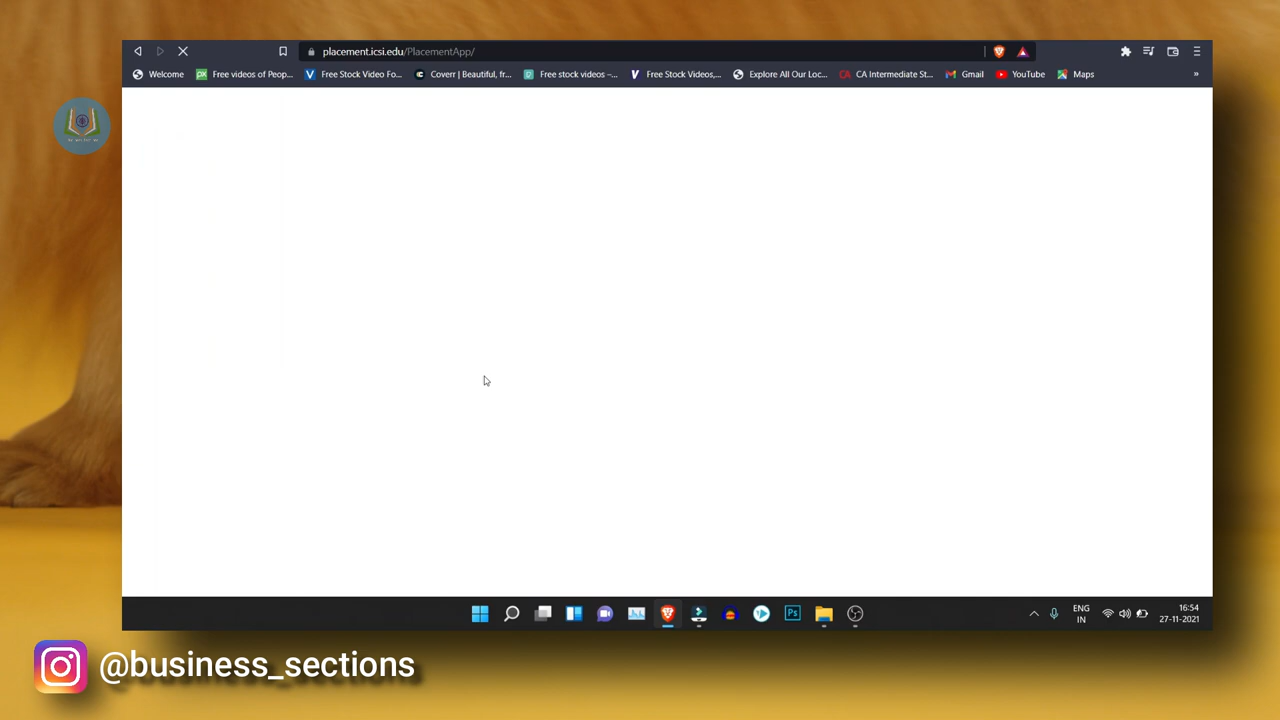 placement.icsi.edu/PlacementApp/
Welcome
Free videos of Peop...
Free Stock Video Fo...
Coverr | Beautiful, fr...
Free stock videos –...
Free Stock Videos,...
Explore All Our Loc...
CA Intermediate St...
Gmail
YouTube
Maps
»
ENG
IN
16:54
27-11-2021
@business_sections